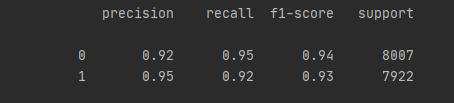 precision recall f1-score support
0 0.92 0.95 0.94 8007
1 0.95 0.92 0.93 7922